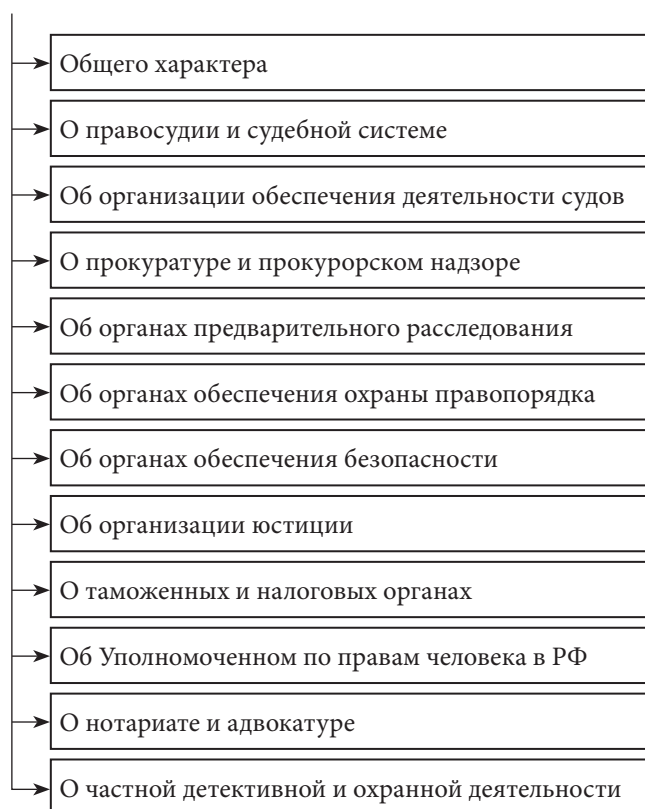 Общего характера
О правосудии и судебной системе
Об организации обеспечения деятельности судов
О прокуратуре и прокурорском надзоре
Об органах предварительного расследования
Об органах обеспечения охраны правопорядка
Об органах обеспечения безопасности
Об организации юстиции
О таможенных и налоговых органах
Об Уполномоченном по правам человека в РФ
О нотариате и адвокатуре
О частной детективной и охранной деятельности